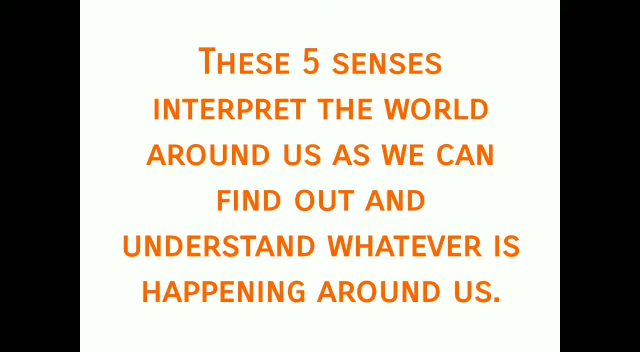 These 5 senses
interpret the world
around us as we can
find out and
understand whatever is
happening around us.